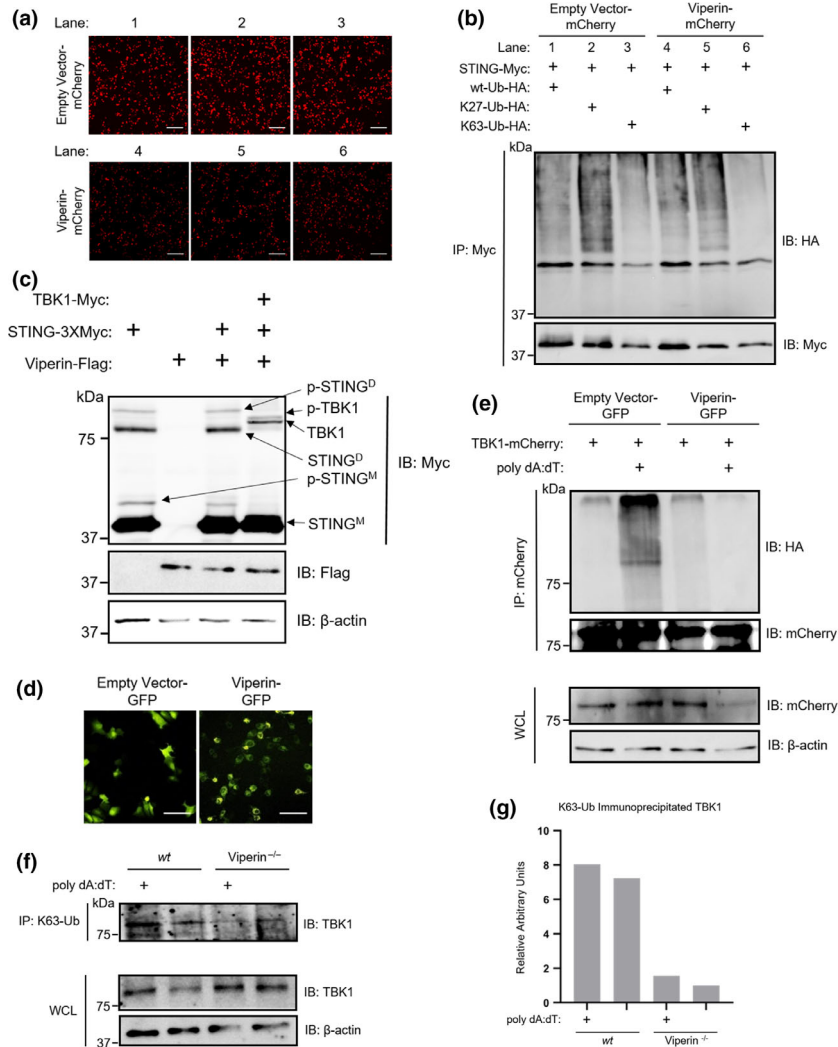 (a)
Lane: 1 2 3
Empty Vector-
mCherry
Lane: 4 5 6
Viperin-
mCherry
(b)
Empty Vector-
mCherry
Viperin-
mCherry
Lane: 1 2 3 4 5 6
STING-Myc: + + + + + +
wt-Ub-HA: + +
K27-Ub-HA: + +
K63-Ub-HA: + +
kDa
IP: Myc
IB: HA
37
37
IB: Myc
(c)
TBK1-Myc: +
STING-3XMyc: + + +
Viperin-Flag: + + +
kDa
p-STINGᴰ
p-TBK1
TBK1
75
STINGᴰ
p-STINGᴹ
IB: Myc
STINGᴹ
37
37
IB: Flag
37
IB: β-actin
(d)
Empty Vector-
GFP
Viperin-
GFP
(e)
Empty Vector-
GFP
Viperin-
GFP
TBK1-mCherry: + + + +
poly dA:dT: + +
kDa
IP: mCherry
IB: HA
75
75
IB: mCherry
WCL
75
IB: mCherry
IB: β-actin
(f)
wt Viperin⁻/⁻
poly dA:dT: + +
kDa
IP: K63-Ub
75
IB: TBK1
WCL
75
IB: TBK1
37
IB: β-actin
(g)
K63-Ub Immunoprecipitated TBK1
Relative Arbitrary Units
10
8
6
4
2
0
poly dA:dT: + +
wt Viperin ⁻/⁻